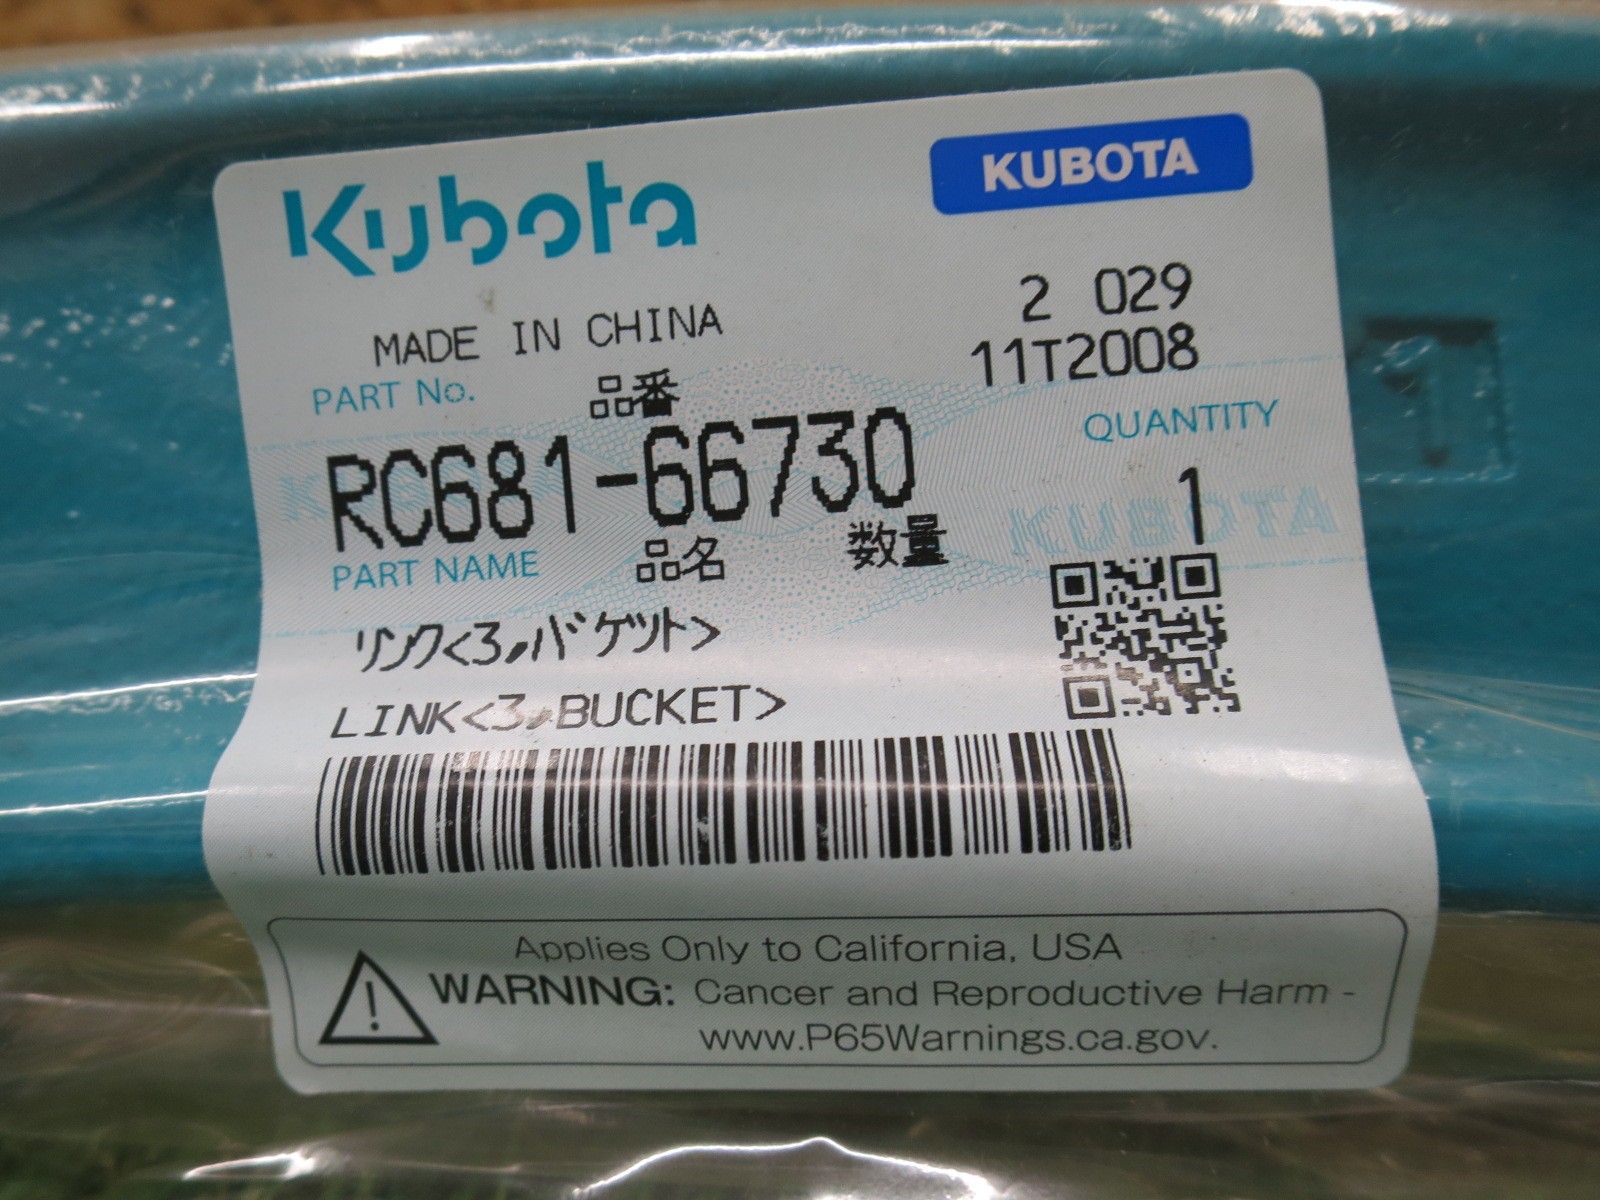 Kubota
KUBOTA
2 029
MADE IN CHINA
11T2008
PART No. 品番
QUANTITY
RC681-66730
1
PART NAME 品名 数量
リンク<3,バケツト>
LINK<3,BUCKET>
Applies Only to California, USA
WARNING: Cancer and Reproductive Harm -
www.P65Warnings.ca.gov.
KUBOTA
1